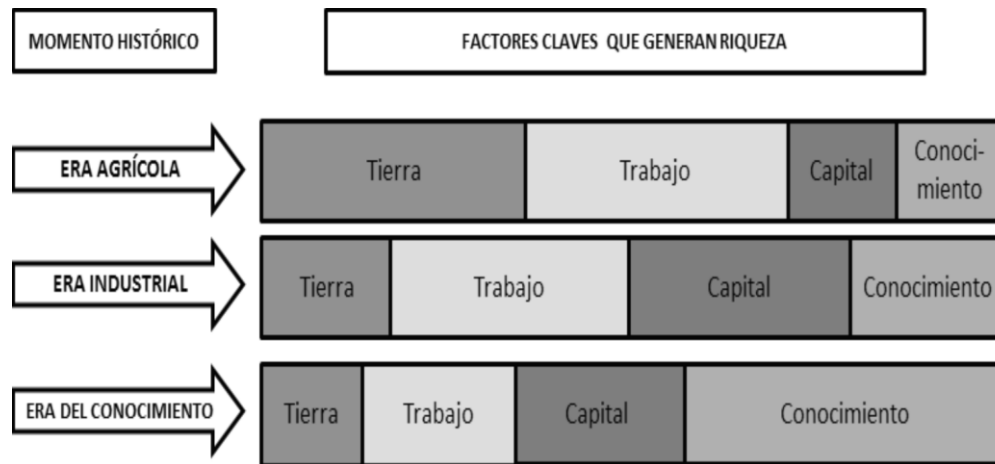 MOMENTO HISTÓRICO
FACTORES CLAVES QUE GENERAN RIQUEZA
ERA AGRÍCOLA
Tierra
Trabajo
Capital
Conoci-
miento
ERA INDUSTRIAL
Tierra
Trabajo
Capital
Conocimiento
ERA DEL CONOCIMIENTO
Tierra
Trabajo
Capital
Conocimiento